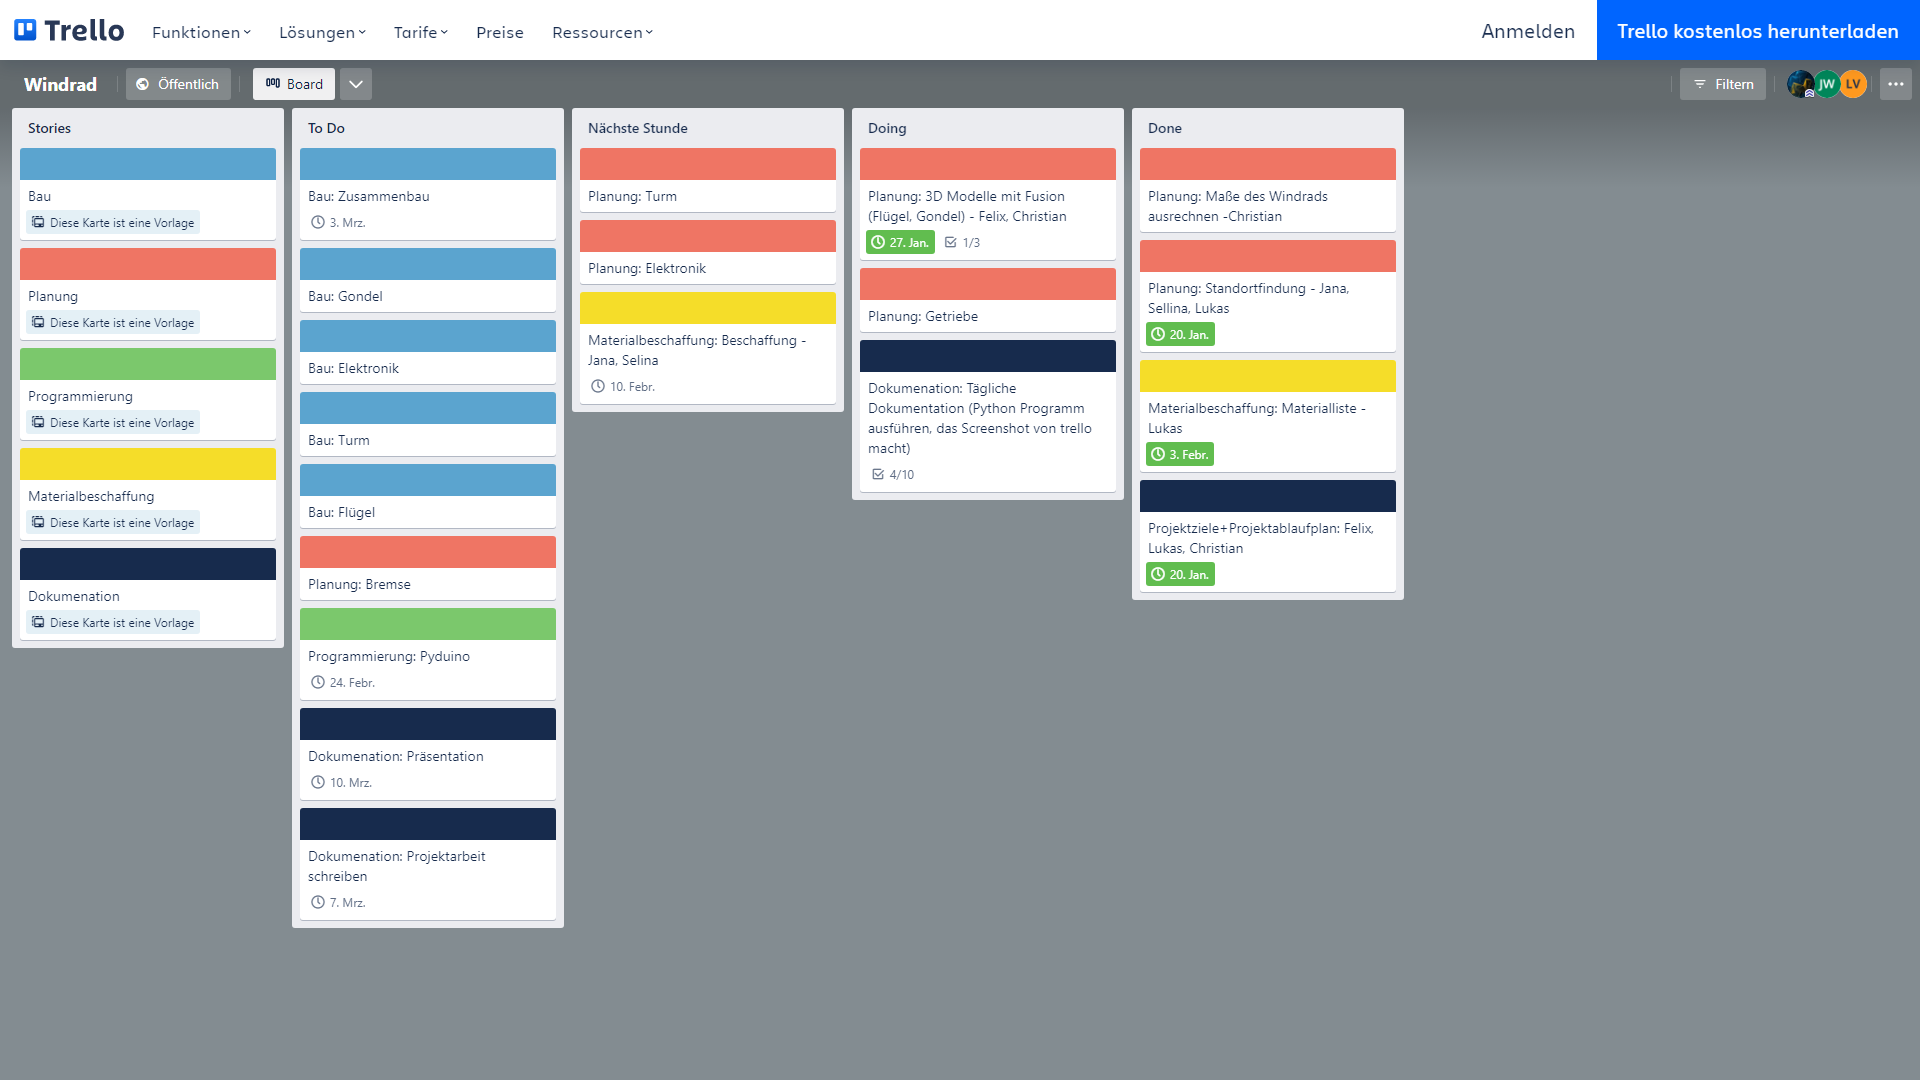 Trello
Funktionen
Lösungen
Tarife
Preise
Ressourcen
Anmelden
Trello kostenlos herunterladen
Windrad
Öffentlich
Board
Filtern
JW
LV
Stories
Bau
Diese Karte ist eine Vorlage
Planung
Diese Karte ist eine Vorlage
Programmierung
Diese Karte ist eine Vorlage
Materialbeschaffung
Diese Karte ist eine Vorlage
Dokumenation
Diese Karte ist eine Vorlage
To Do
Bau: Zusammenbau
3. Mrz.
Bau: Gondel
Bau: Elektronik
Bau: Turm
Bau: Flügel
Planung: Bremse
Programmierung: Pyduino
24. Febr.
Dokumenation: Präsentation
10. Mrz.
Dokumenation: Projektarbeit
schreiben
7. Mrz.
Nächste Stunde
Planung: Turm
Planung: Elektronik
Materialbeschaffung: Beschaffung -
Jana, Selina
10. Febr.
Doing
Planung: 3D Modelle mit Fusion
(Flügel, Gondel) - Felix, Christian
27. Jan. 1/3
Planung: Getriebe
Dokumenation: Tägliche
Dokumentation (Python Programm
ausführen, das Screenshot von trello
macht)
4/10
Done
Planung: Maße des Windrads
ausrechnen -Christian
Planung: Standortfindung - Jana,
Sellina, Lukas
20. Jan.
Materialbeschaffung: Materialliste -
Lukas
3. Febr.
Projektziele+Projektablaufplan: Felix,
Lukas, Christian
20. Jan.